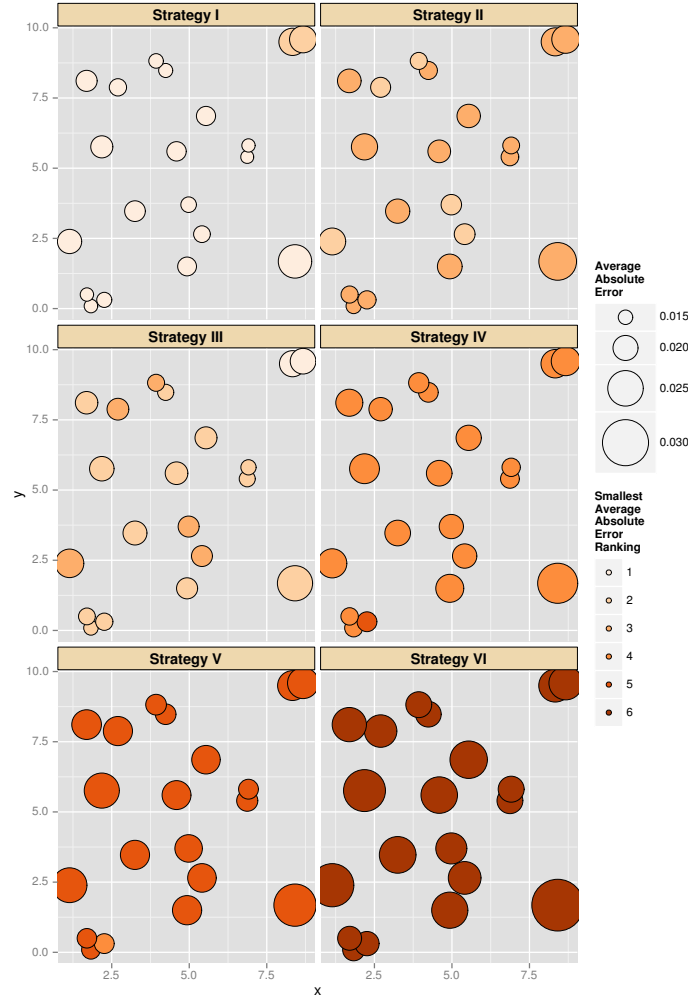 Strategy I
Strategy II
10.0
7.5
5.0
2.5
0.0
Strategy III
Strategy IV
10.0
7.5
5.0
2.5
0.0
Strategy V
Strategy VI
10.0
7.5
5.0
2.5
0.0
2.5 5.0 7.5 2.5 5.0 7.5
x
y
Average
Absolute
Error
0.015
0.020
0.025
0.030
Smallest
Average
Absolute
Error
Ranking
1
2
3
4
5
6